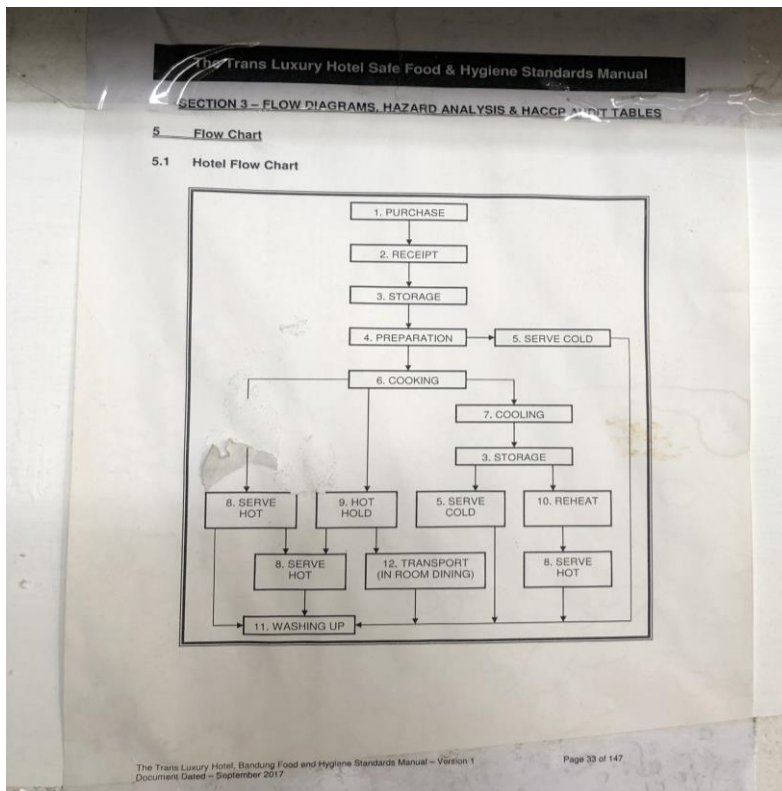 The Trans Luxury Hotel Safe Food & Hygiene Standards Manual
SECTION 3 – FLOW DIAGRAMS, HAZARD ANALYSIS & HACCP AUDIT TABLES
5 Flow Chart
5.1 Hotel Flow Chart
1. PURCHASE
2. RECEIPT
3. STORAGE
4. PREPARATION
5. SERVE COLD
6. COOKING
7. COOLING
3. STORAGE
8. SERVE
HOT
9. HOT
HOLD
5. SERVE
COLD
10. REHEAT
8. SERVE
HOT
12. TRANSPORT
(IN ROOM DINING)
8. SERVE
HOT
11. WASHING UP
The Trans Luxury Hotel, Bandung Food and Hygiene Standards Manual – Version 1
Document Dated – September 2017
Page 33 of 147